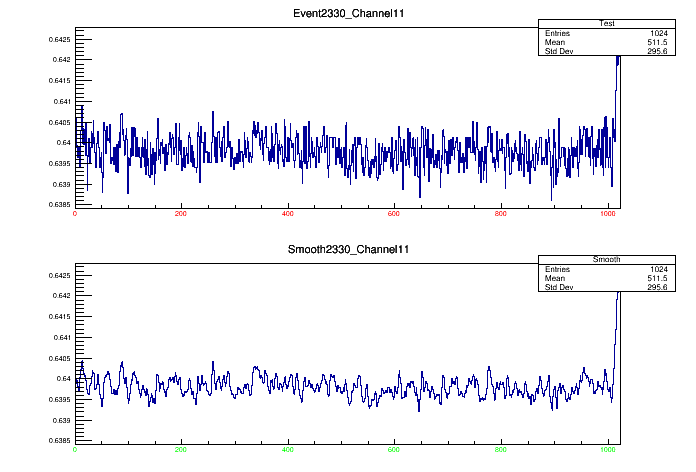 Event2330_Channel11
Test
Entries 1024
Mean 511.5
Std Dev 295.6
0.6425
0.642
0.6415
0.641
0.6405
0.64
0.6395
0.639
0.6385
0 200 400 600 800 1000
Smooth2330_Channel11
Smooth
Entries 1024
Mean 511.5
Std Dev 295.6
0.6425
0.642
0.6415
0.641
0.6405
0.64
0.6395
0.639
0.6385
0 200 400 600 800 1000